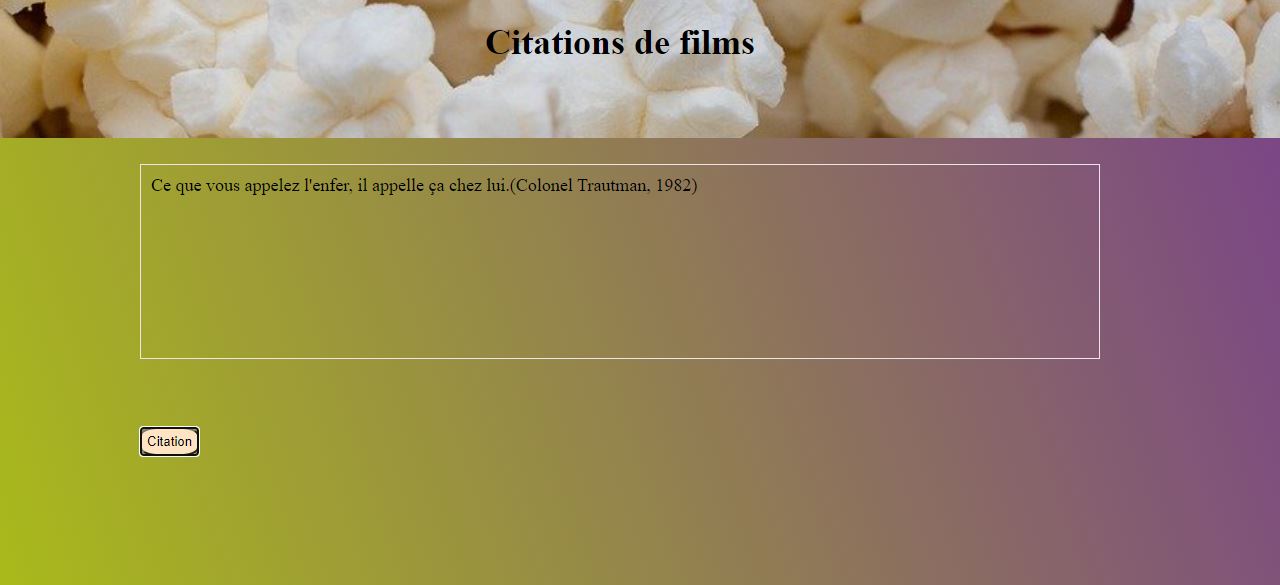 Citations de films
Ce que vous appelez l'enfer, il appelle ça chez lui.(Colonel Trautman, 1982)
Citation